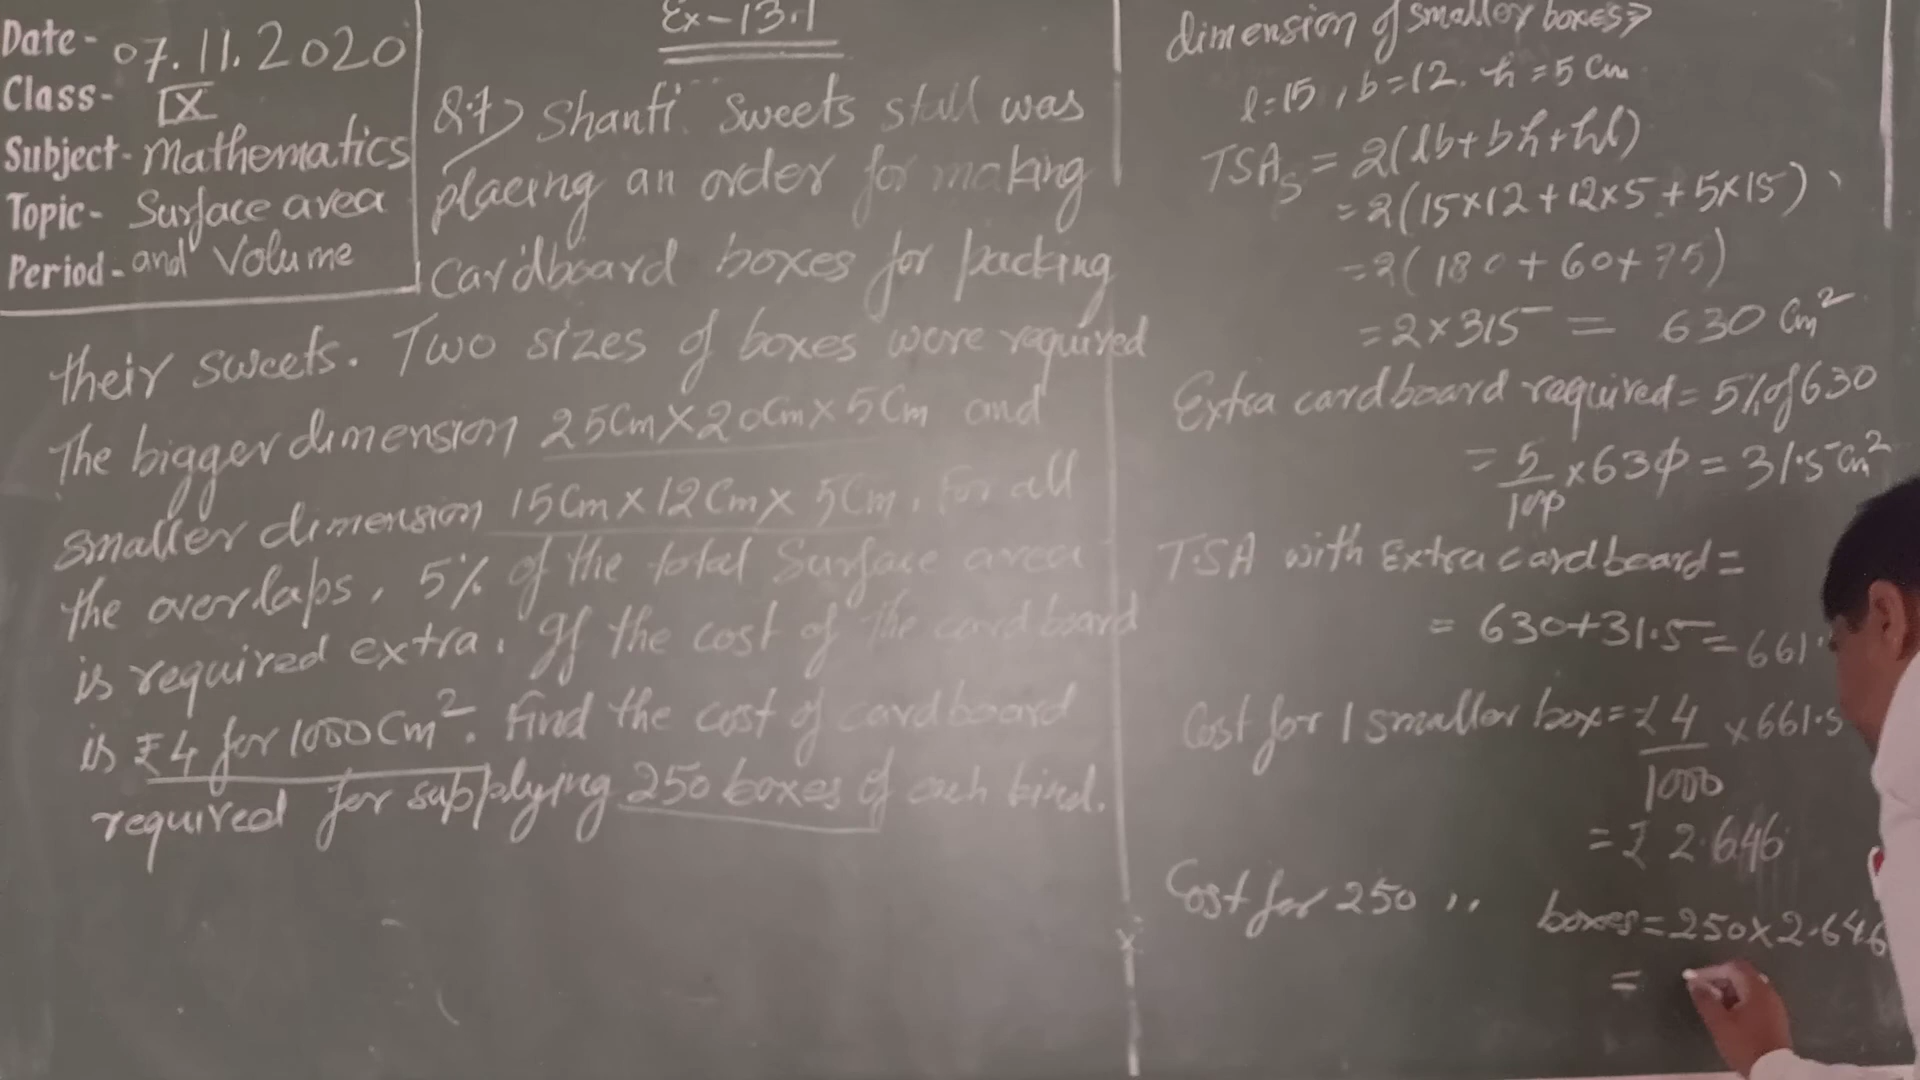 Date - 07.11.2020
Class - IX
Subject - Mathematics
Topic - Surface area
Period - and Volume
Ex-13.1
Q.7) Shanti Sweets stall was
placing an order for making
Cardboard boxes for packing
their sweets. Two sizes of boxes were required
The bigger dimension 25Cm×20Cm×5Cm and
smaller dimension 15Cm×12Cm×5Cm. For all
the overlaps, 5% of the total Surface area
is required extra. If the cost of the cardboard
is ₹4 for 1000Cm². Find the cost of cardboard
required for supplying 250 boxes of each kind.
dimension of smaller boxes⇒
l=15, b=12, h=5 Cm
TSAₛ = 2(lb+bh+hl)
=2(15×12+12×5+5×15)
=2(180+60+75)
=2×315 = 630 Cm²
Extra cardboard required = 5% of 630
= 5/100 ×630 = 31.5 Cm²
TSA with Extra cardboard =
= 630+31.5 = 661.
Cost for 1 smaller box = ₹ 4/1000 ×661.5
= ₹ 2.646
Cost for 250 ,, boxes = 250×2.646
=